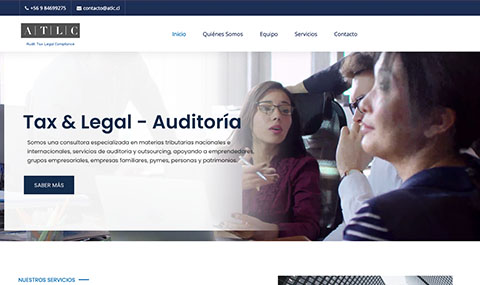 +56 9 84699275 contacto@atlc.cl
A T L C
Audit Tax Legal Compliance
Inicio Quiénes Somos Equipo Servicios Contacto
Tax & Legal - Auditoría
Somos una consultora especializada en materias tributarias nacionales e
internacionales, servicios de auditoría y outsourcing, apoyando a emprendedores,
grupos empresariales, empresas familiares, pymes, personas y patrimonios.
SABER MÁS
NUESTROS SERVICIOS